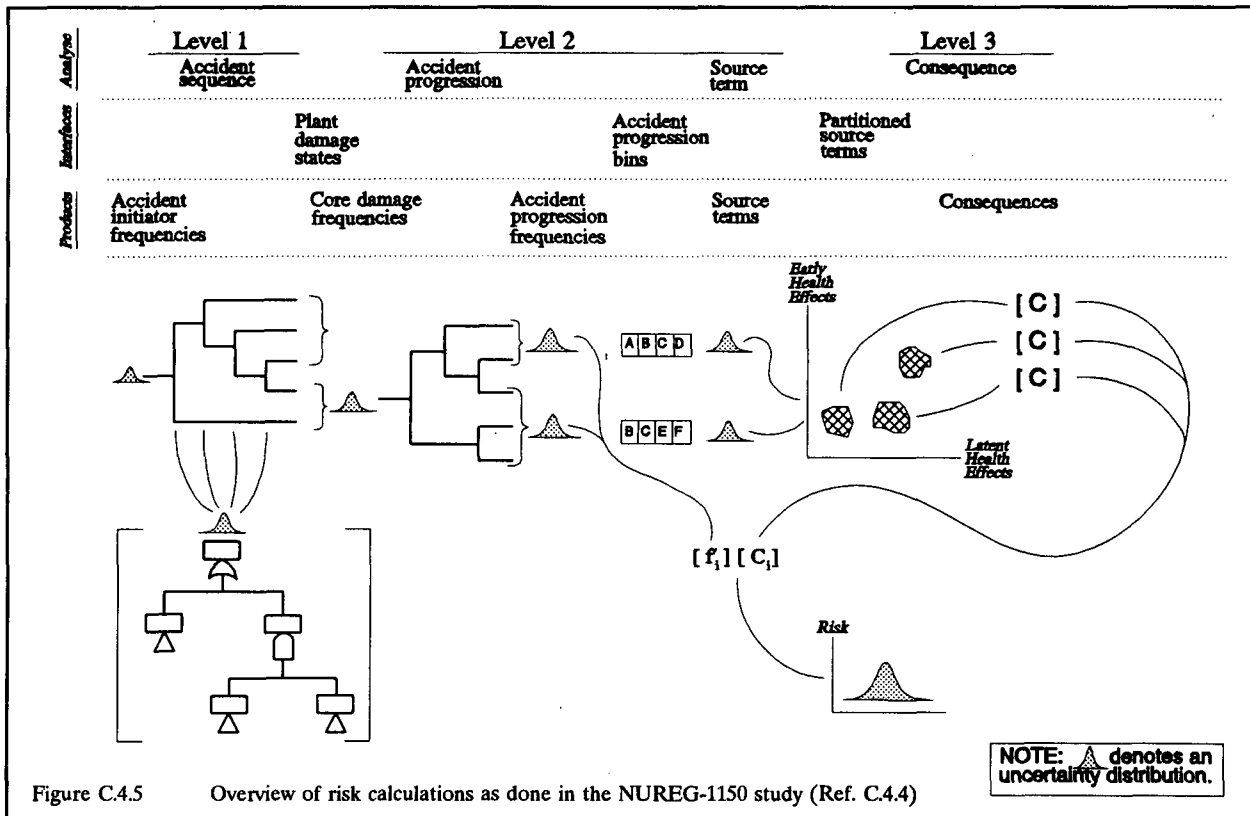 Level 1 Level 2 Level 3
Analyse
Accident sequence
Accident progression
Source term
Consequence
Interfaces
Plant damage states
Accident progression bins
Partitioned source terms
Products
Accident initiator frequencies
Core damage frequencies
Accident progression frequencies
Source terms
Consequences
Early Health Effects
[ C ]
[ C ]
[ C ]
A B C D
B C E F
Latent Health Effects
[ f'i ] [ Ci ]
Risk
NOTE: denotes an uncertainty distribution.
Figure C.4.5 Overview of risk calculations as done in the NUREG-1150 study (Ref. C.4.4)